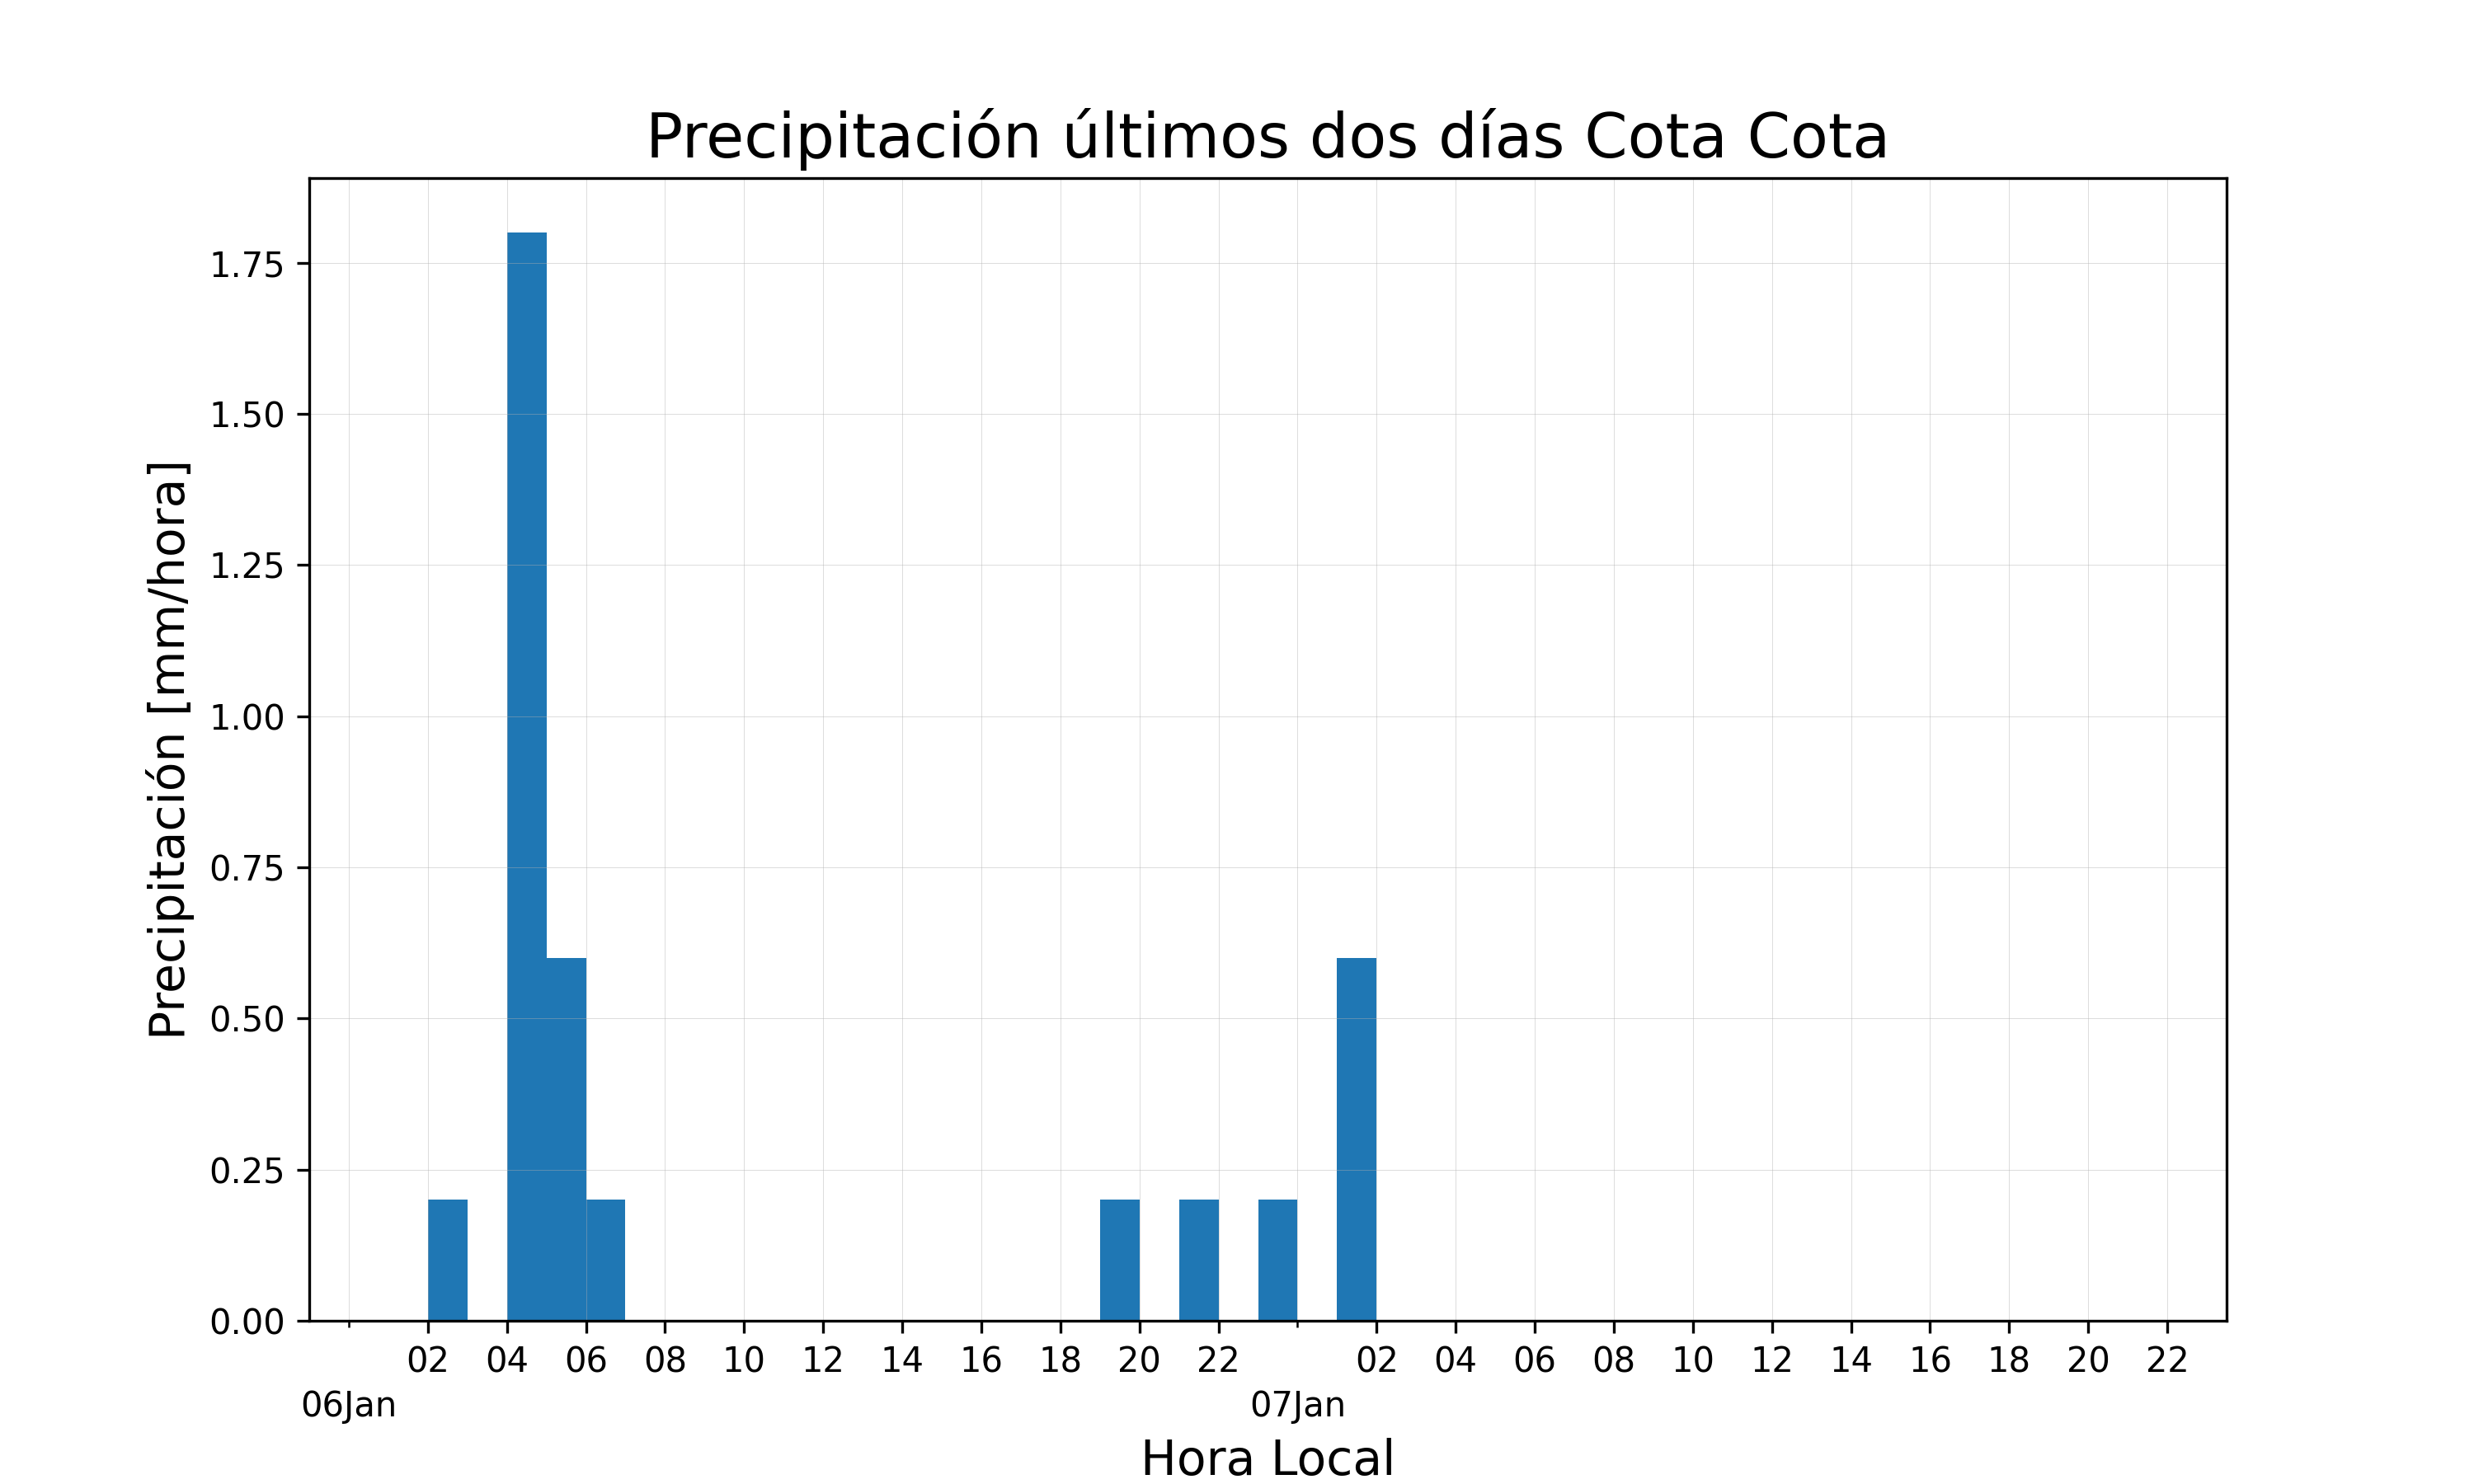 Precipitación últimos dos días Cota Cota
Precipitación [mm/hora]
1.75
1.50
1.25
1.00
0.75
0.50
0.25
0.00
02 04 06 08 10 12 14 16 18 20 22 02 04 06 08 10 12 14 16 18 20 22
06Jan 07Jan
Hora Local